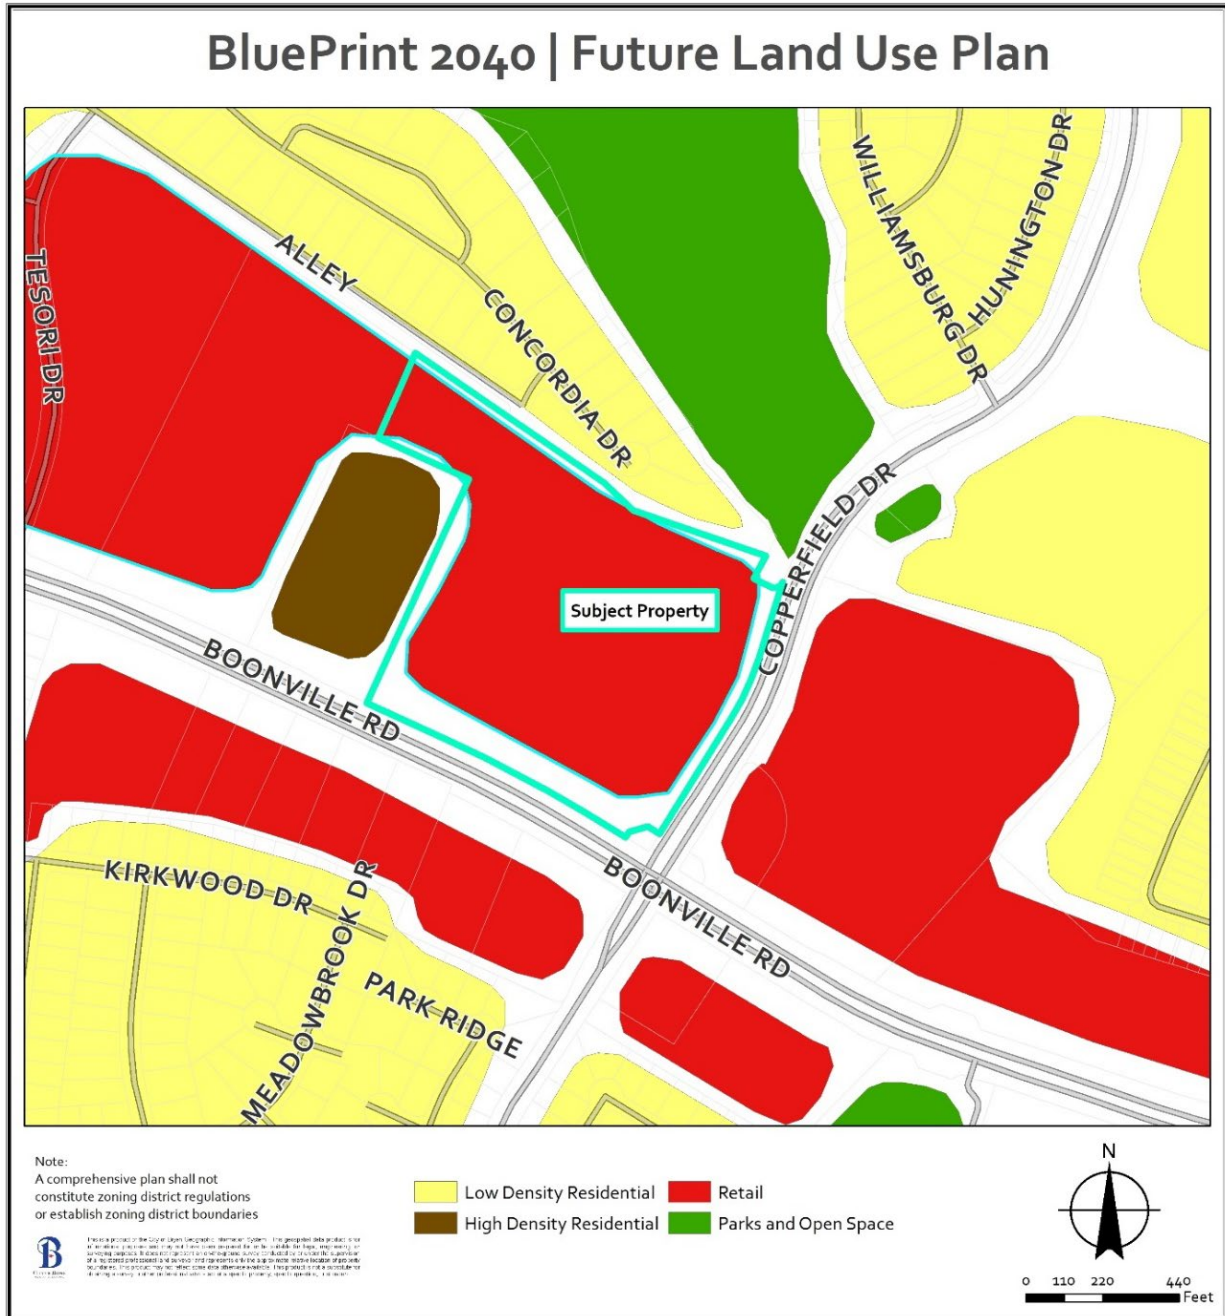 BluePrint 2040 | Future Land Use Plan
WILLIAMSBURG DR
HUNINGTON DR
TESORI DR
ALLEY
CONCORDIA DR
COPPERFIELD DR
Subject Property
BOONVILLE RD
KIRKWOOD DR
MEADOWBROOK DR
PARK RIDGE
BOONVILLE RD
Note:
A comprehensive plan shall not
constitute zoning district regulations
or establish zoning district boundaries
Low Density Residential
Retail
High Density Residential
Parks and Open Space
N
0 110 220 440
Feet
B